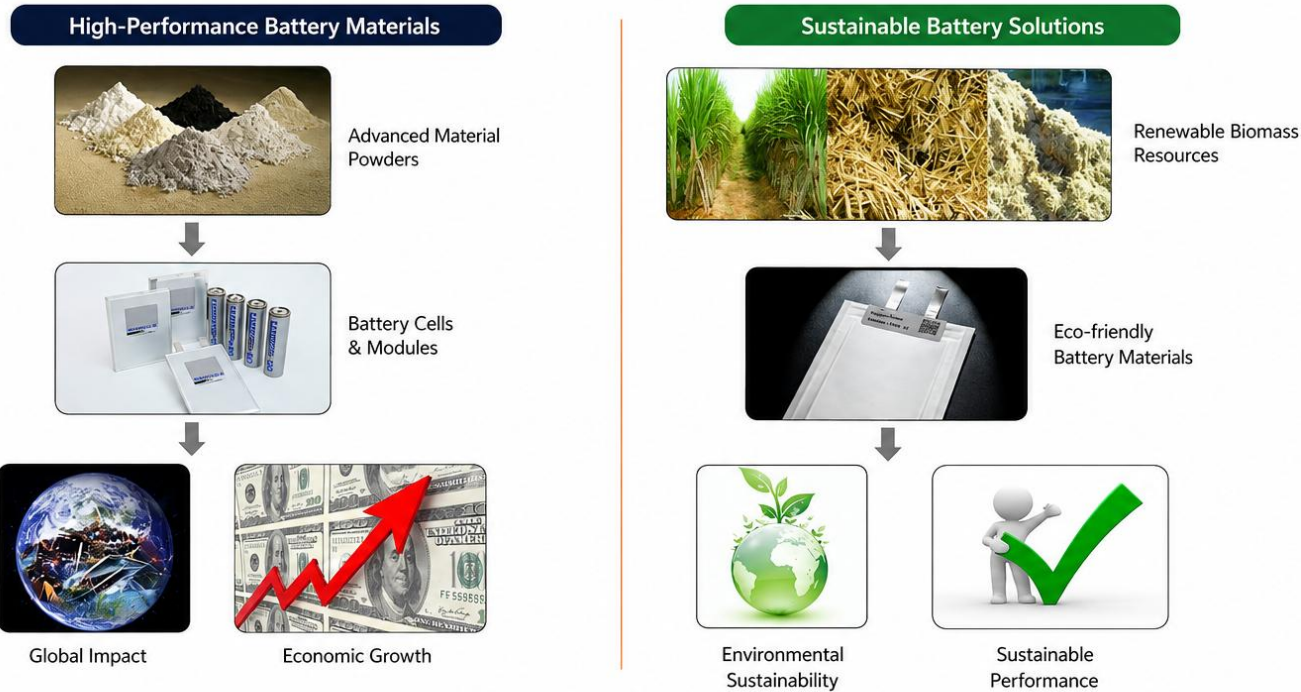 High-Performance Battery Materials
Advanced Material
Powders
Battery Cells
& Modules
Global Impact
Economic Growth
Sustainable Battery Solutions
Renewable Biomass
Resources
Eco-friendly
Battery Materials
Environmental
Sustainability
Sustainable
Performance